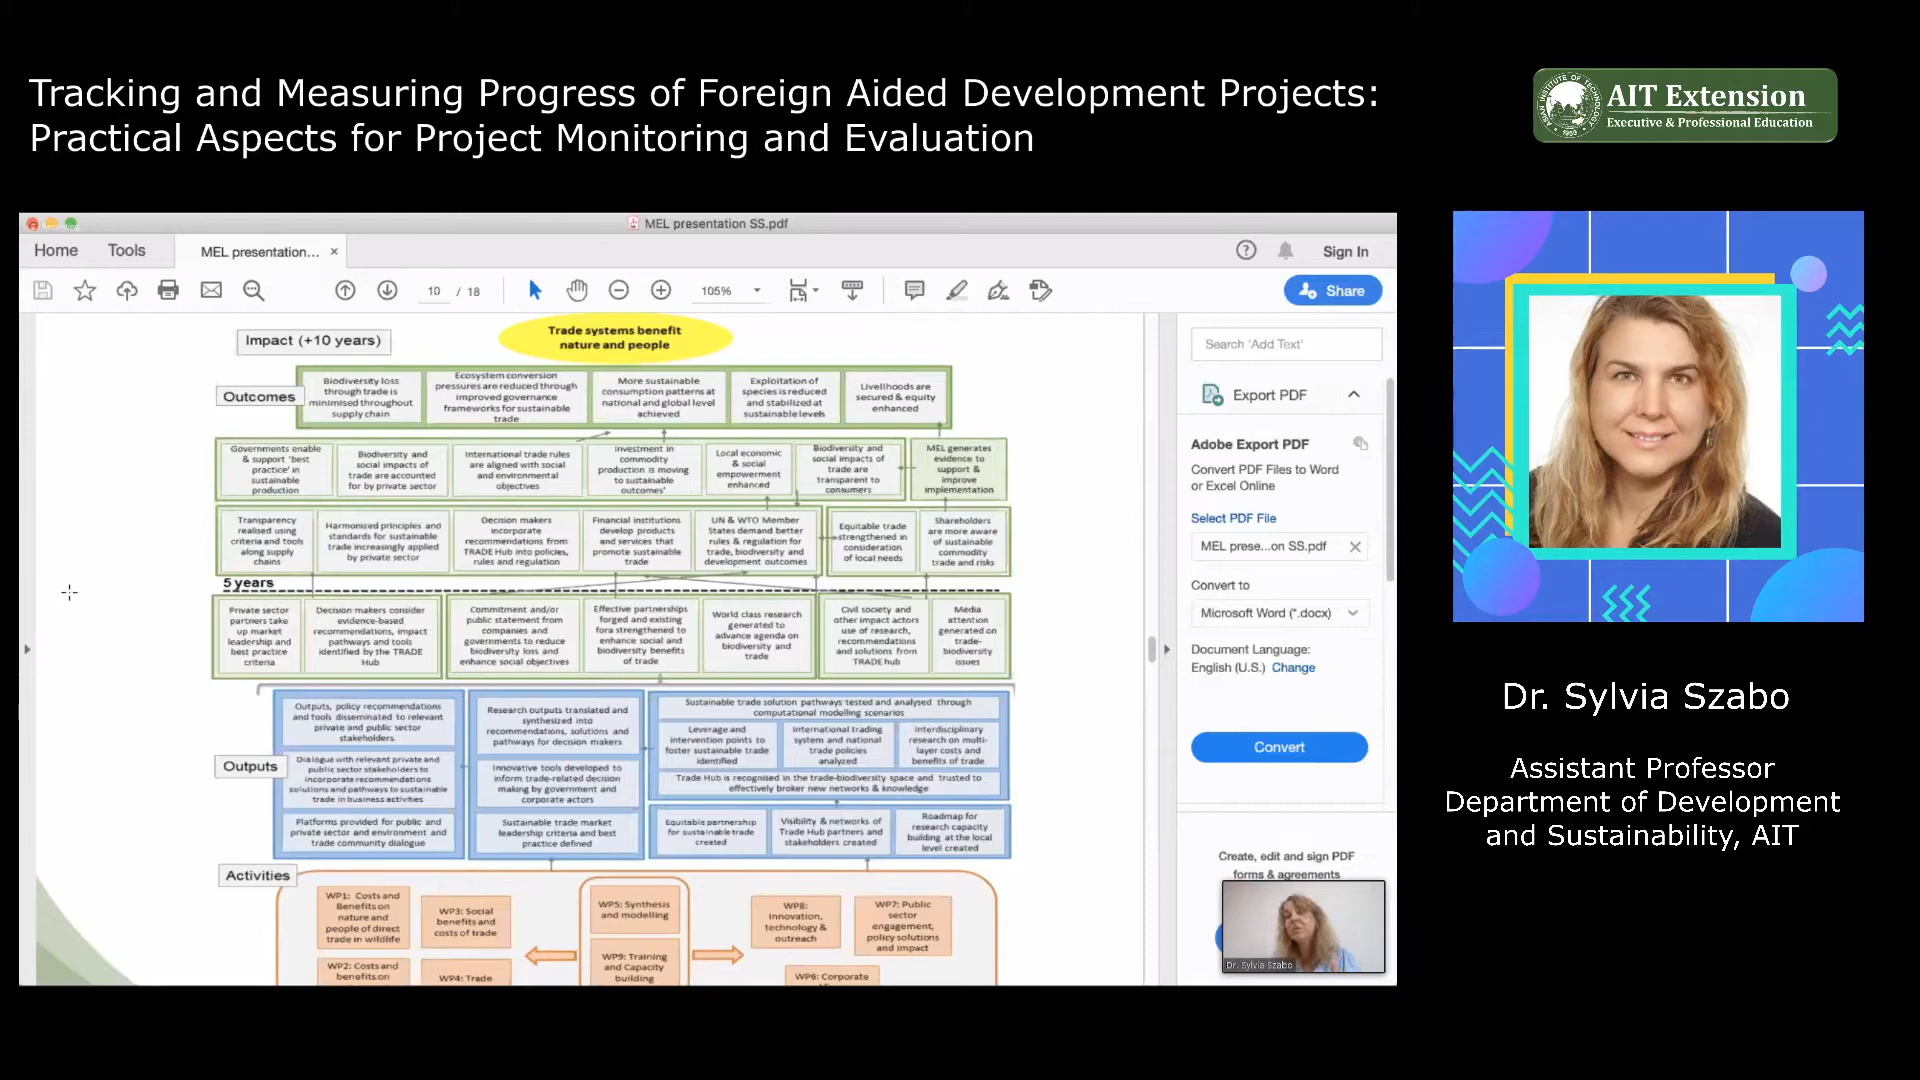 Tracking and Measuring Progress of Foreign Aided Development Projects:
Practical Aspects for Project Monitoring and Evaluation
ASIAN INSTITUTE OF TECHNOLOGY
1959
AIT Extension
Executive & Professional Education
MEL presentation SS.pdf
Home
Tools
MEL presentation...
Sign In
10 / 18
105%
Share
Impact (+10 years)
Trade systems benefit
nature and people
Outcomes
Biodiversity loss
through trade is
minimised throughout
supply chain
Ecosystem conversion
pressures are reduced through
improved governance
frameworks for sustainable
trade
More sustainable
consumption patterns at
national and global level
achieved
Exploitation of
species is reduced
and stabilized at
sustainable levels
Livelihoods are
secured & equity
enhanced
Governments enable
& support 'best
practice' in
sustainable
production
Biodiversity and
social impacts of
trade are accounted
for by private sector
International trade rules
are aligned with social
and environmental
objectives
Investment in
commodity
production is moving
to sustainable
outcomes'
Local economic
& social
empowerment
enhanced
Biodiversity and
social impacts of
trade are
transparent to
consumers
MEL generates
evidence to
support &
improve
implementation
Transparency
realised using
criteria and tools
along supply
chains
Harmonized principles and
standards for sustainable
trade increasingly applied
by private sector
Decision makers
incorporate
recommendations from
TRADE Hub into policies,
rules and regulation
Financial institutions
develop products
and services that
promote sustainable
trade
UN & WTO Member
States demand better
rules & regulation for
trade, biodiversity and
development outcomes
Equitable trade
strengthened in
consideration
of local needs
Shareholders
are more aware
of sustainable
commodity
trade and risks
5 years
Private sector
partners take
up market
leadership and
best practice
criteria
Decision makers consider
evidence-based
recommendations, impact
pathways and tools
identified by the TRADE
Hub
Commitment and/or
public statement from
companies and
governments to reduce
biodiversity loss and
enhance social objectives
Effective partnerships
forged and existing
fora strengthened to
enhance social and
biodiversity benefits
of trade
World class research
generated to
advance agenda on
biodiversity and
trade
Civil society and
other impact actors
use of research,
recommendations
and solutions from
TRADE hub
Media
attention
generated on
trade-
biodiversity
issues
Outputs
Outputs, policy recommendations
and tools disseminated to relevant
private and public sector
stakeholders.
Dialogue with relevant private and
public sector stakeholders to
incorporate recommendations
solutions and pathways to sustainable
trade in business activities
Platforms provided for public and
private sector and environment and
trade community dialogue
Research outputs translated and
synthesized into
recommendations, solutions and
pathways for decision makers.
Innovative tools developed to
inform trade-related decision
making by government and
corporate actors
Sustainable trade market
leadership criteria and best
practice defined
Sustainable trade solution pathways tested and analysed through
computational modelling scenarios
Leverage and
intervention points to
foster sustainable trade
identified
International trading
system and national
trade policies
analyzed
Interdisciplinary
research on multi-
layer costs and
benefits of trade
Trade Hub is recognised in the trade-biodiversity space and trusted to
effectively broker new networks & knowledge
Equitable partnership
for sustainable trade
created
Visibility & networks of
Trade Hub partners and
stakeholders created
Roadmap for
research capacity
building at the local
level created
Activities
WP1: Costs and
Benefits on
nature and
people of direct
trade in wildlife
WP2: Costs and
benefits on
WP3: Social
benefits and
costs of trade
WP4: Trade
WP5: Synthesis
and modelling
WP9: Training
and Capacity
building
WP8:
Innovation,
technology &
outreach
WP7: Public
sector
engagement,
policy solutions
and impact
WP6: Corporate
Search 'Add Text'
Export PDF
Adobe Export PDF
Convert PDF Files to Word
or Excel Online
Select PDF File
MEL prese...on SS.pdf
Convert to
Microsoft Word (*.docx)
Document Language:
English (U.S.) Change
Convert
Create, edit and sign PDF
forms & agreements
Dr. Sylvia Szabo
Dr. Sylvia Szabo
Assistant Professor
Department of Development
and Sustainability, AIT